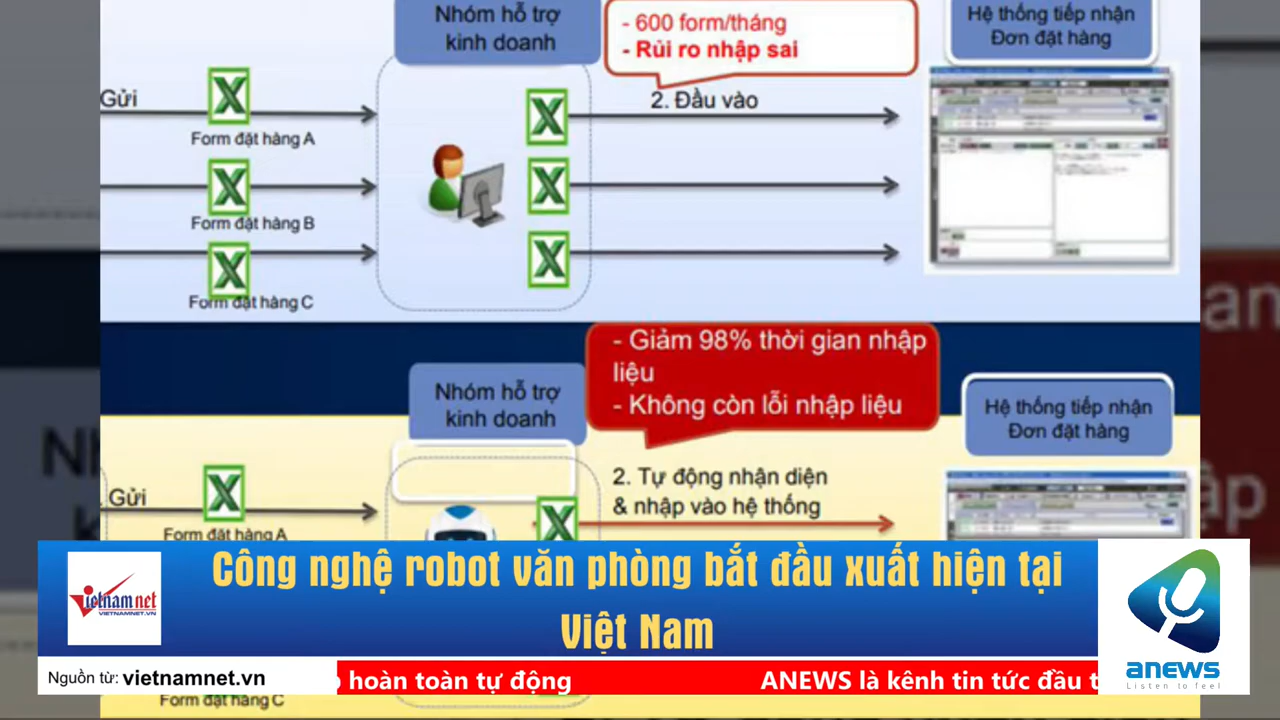 Nhóm hỗ trợ
kinh doanh
- 600 form/tháng
- Rủi ro nhập sai
Hệ thống tiếp nhận
Đơn đặt hàng
Gửi
2. Đầu vào
Form đặt hàng A
Form đặt hàng B
Form đặt hàng C
- Giảm 98% thời gian nhập
liệu
- Không còn lỗi nhập liệu
Nhóm hỗ trợ
kinh doanh
Hệ thống tiếp nhận
Đơn đặt hàng
Gửi
2. Tự động nhận diện
& nhập vào hệ thống
Form đặt hàng A
Công nghệ robot văn phòng bắt đầu xuất hiện tại
Việt Nam
Vietnamnet
VIETNAMNET.VN
anews
Listen to feel
Nguồn từ: vietnamnet.vn
hoàn toàn tự động
ANEWS là kênh tin tức đầu t
Form đặt hàng C